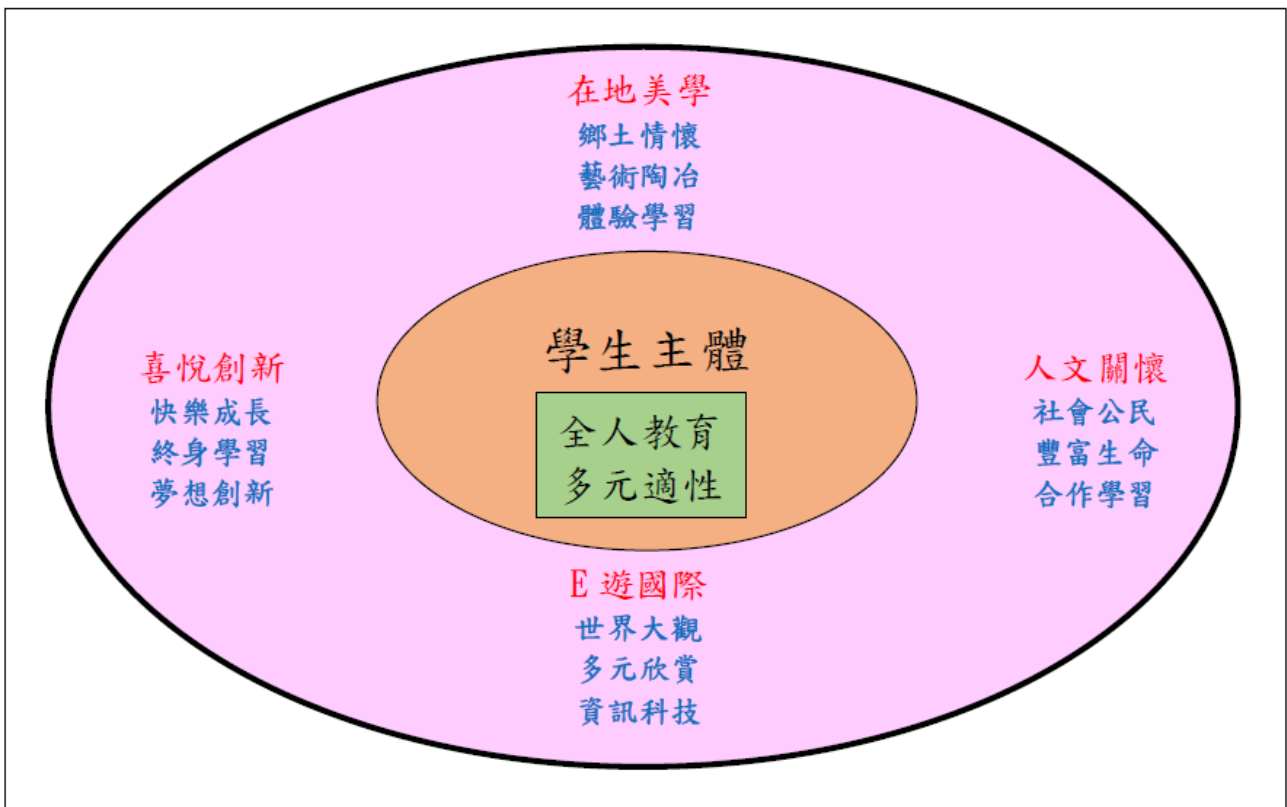 在地美學
鄉土情懷
藝術陶冶
體驗學習
學生主體
全人教育
多元適性
喜悅創新
快樂成長
終身學習
夢想創新
人文關懷
社會公民
豐富生命
合作學習
E遊國際
世界大觀
多元欣賞
資訊科技